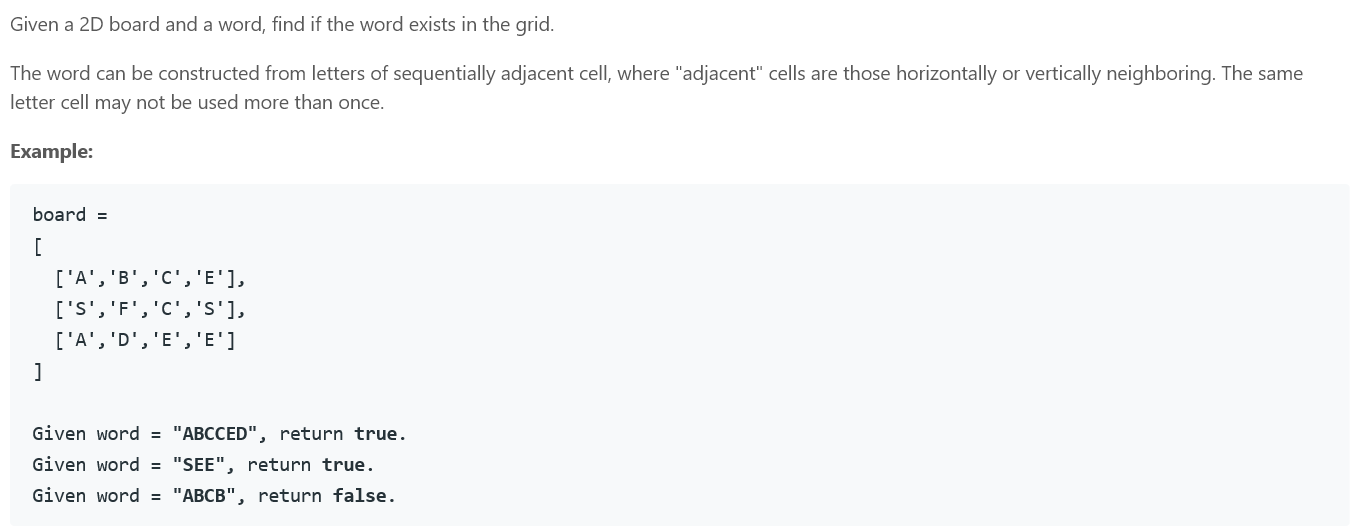 Given a 2D board and a word, find if the word exists in the grid.
The word can be constructed from letters of sequentially adjacent cell, where "adjacent" cells are those horizontally or vertically neighboring. The same
letter cell may not be used more than once.
Example:
board =
[
  ['A','B','C','E'],
  ['S','F','C','S'],
  ['A','D','E','E']
]
Given word = "ABCCED", return true.
Given word = "SEE", return true.
Given word = "ABCB", return false.